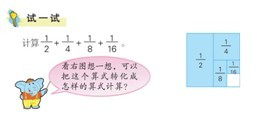 试一试
计算 1/2 + 1/4 + 1/8 + 1/16 。
看右图想一想，可以
把这个算式转化成
怎样的算式计算？
1/2
1/4
1/8
1/16